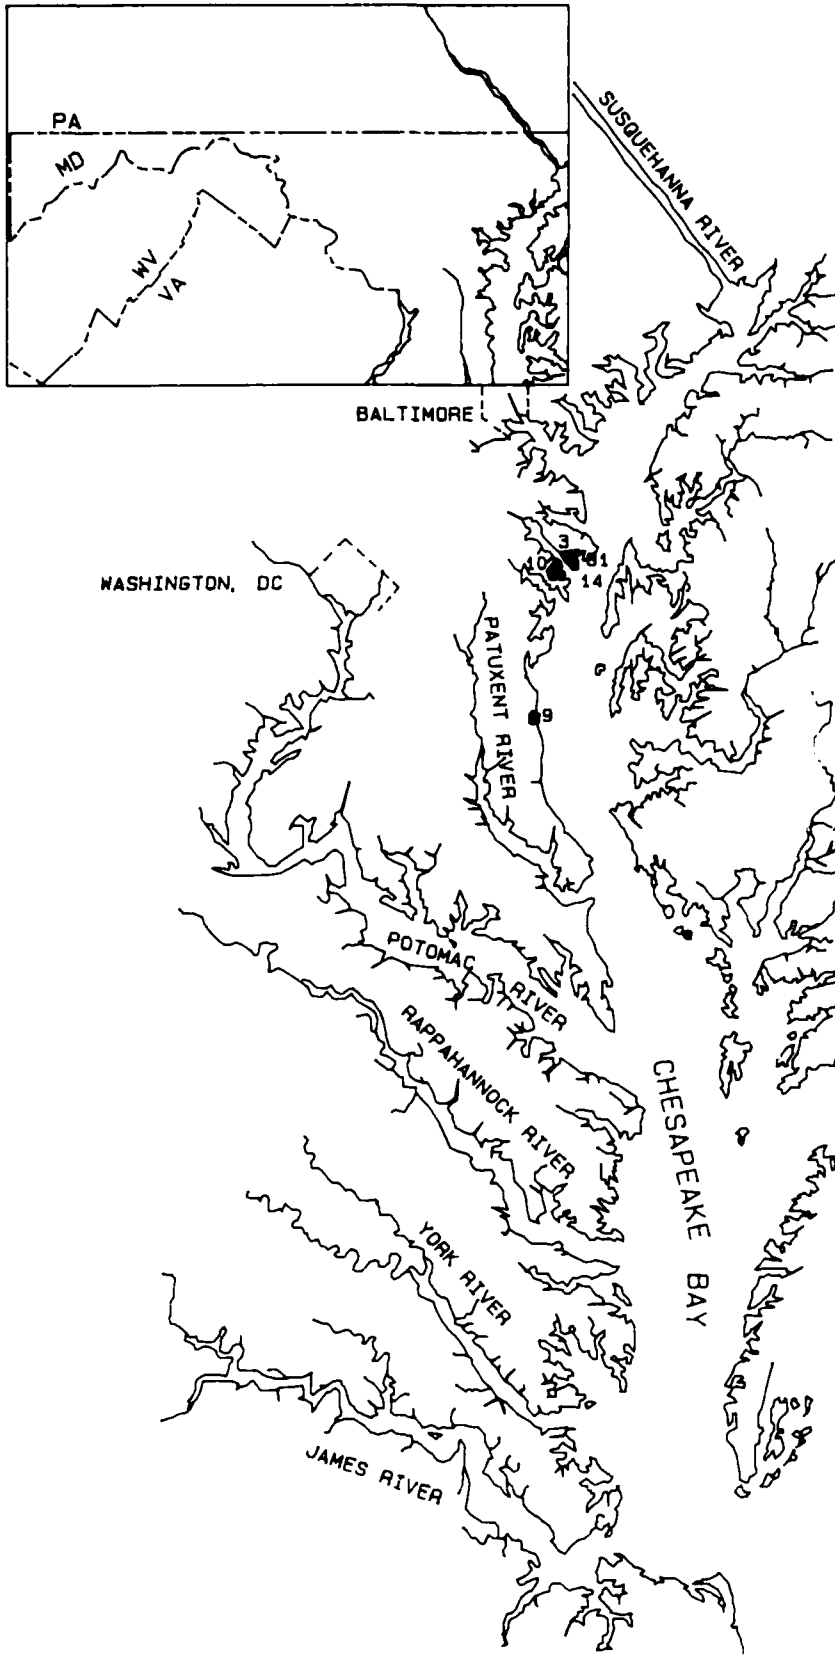 PA
MD
WV
VA
SUSQUEHANNA RIVER
BALTIMORE
WASHINGTON, DC
3
10
14
PATUXENT RIVER
9
POTOMAC RIVER
RAPPAHANNOCK RIVER
CHESAPEAKE BAY
YORK RIVER
JAMES RIVER